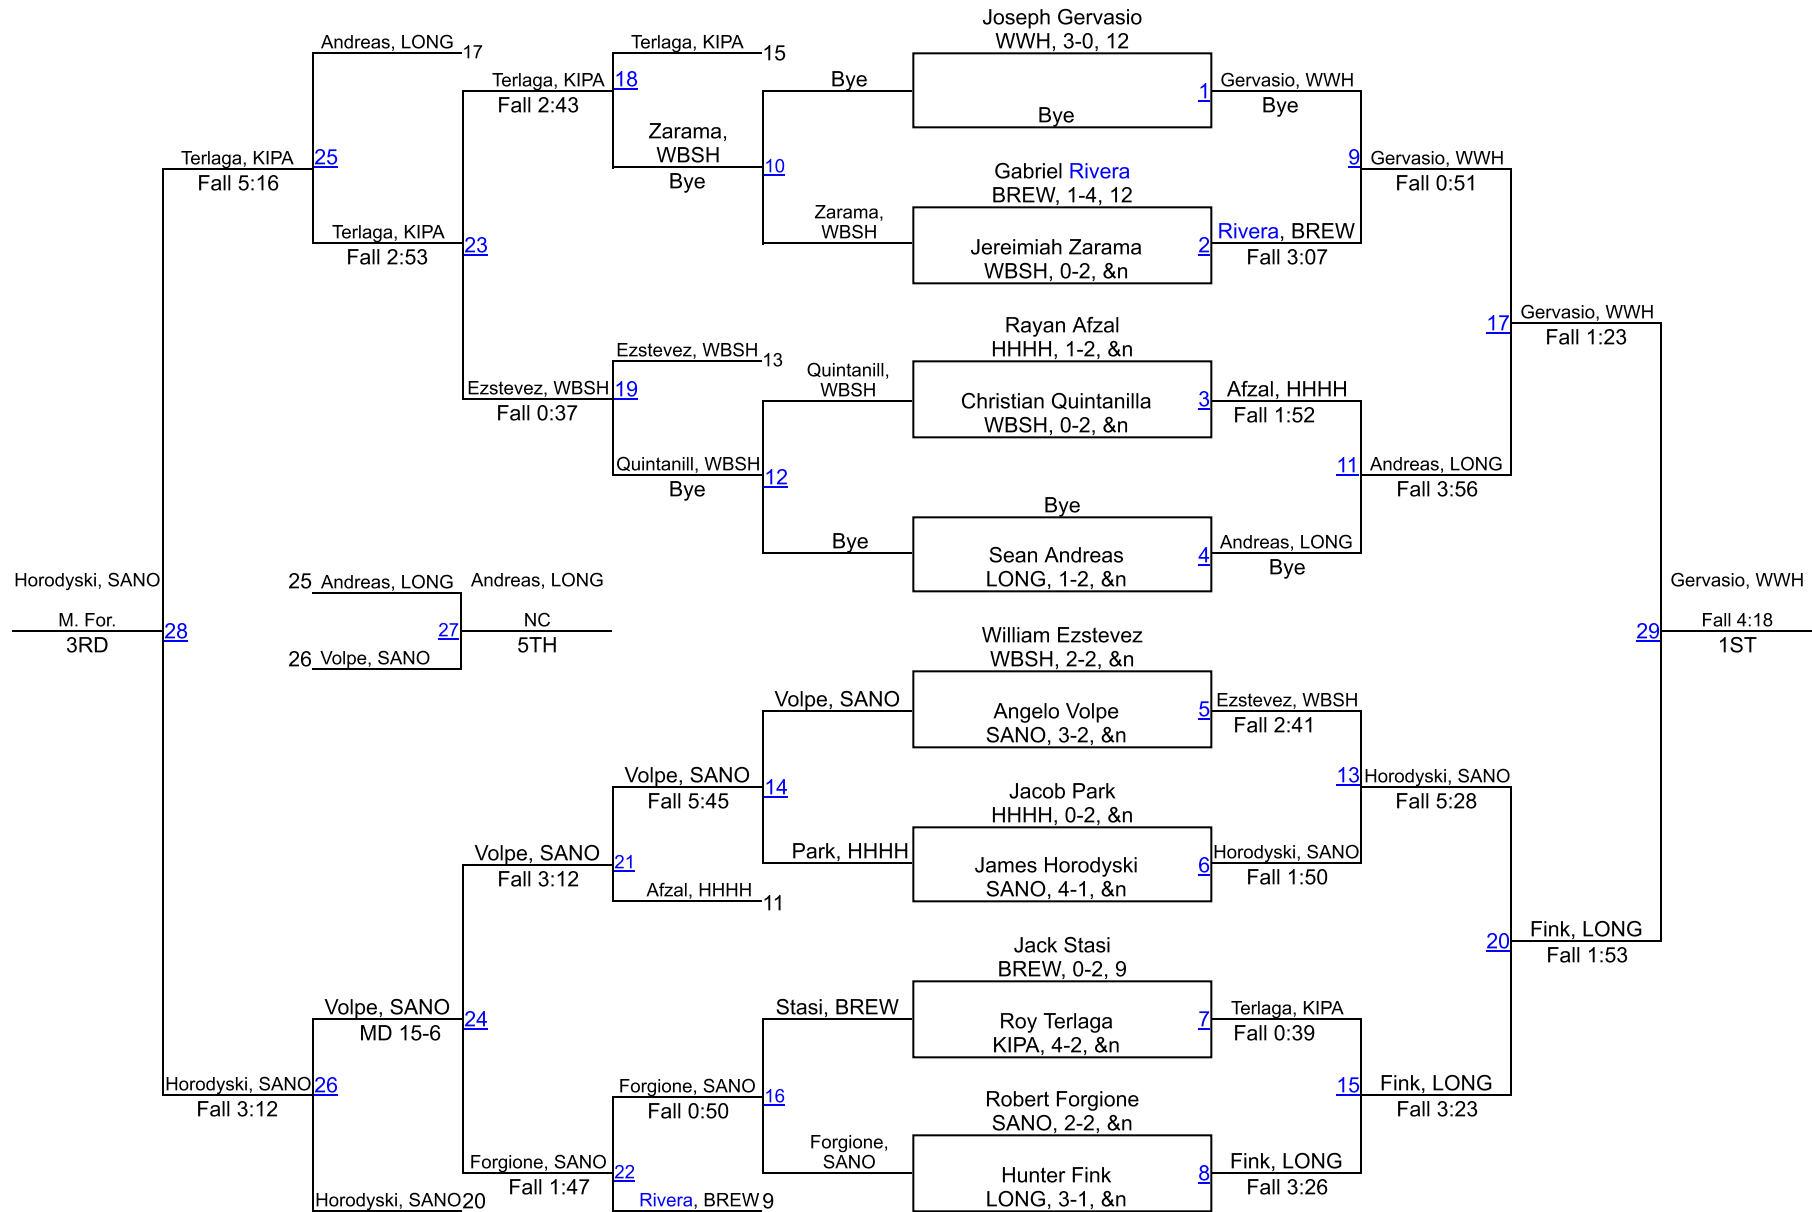 Joseph Gervasio
WWH, 3-0, 12
Bye
1
Gabriel Rivera
BREW, 1-4, 12
Jereimiah Zarama
WBSH, 0-2, &n
2
Rayan Afzal
HHHH, 1-2, &n
Christian Quintanilla
WBSH, 0-2, &n
3
Bye
Sean Andreas
LONG, 1-2, &n
4
William Ezstevez
WBSH, 2-2, &n
Angelo Volpe
SANO, 3-2, &n
5
Jacob Park
HHHH, 0-2, &n
James Horodyski
SANO, 4-1, &n
6
Jack Stasi
BREW, 0-2, 9
Roy Terlaga
KIPA, 4-2, &n
7
Robert Forgione
SANO, 2-2, &n
Hunter Fink
LONG, 3-1, &n
8
Gervasio, WWH
Bye
Rivera, BREW
Fall 3:07
Afzal, HHHH
Fall 1:52
Andreas, LONG
Bye
Ezstevez, WBSH
Fall 2:41
Horodyski, SANO
Fall 1:50
Terlaga, KIPA
Fall 0:39
Fink, LONG
Fall 3:26
9
Gervasio, WWH
Fall 0:51
11
Andreas, LONG
Fall 3:56
13
Horodyski, SANO
Fall 5:28
15
Fink, LONG
Fall 3:23
17
Gervasio, WWH
Fall 1:23
20
Fink, LONG
Fall 1:53
29
Gervasio, WWH
Fall 4:18
1ST
Bye
Zarama,
WBSH
Quintanill,
WBSH
Bye
Volpe, SANO
Park, HHHH
Stasi, BREW
Forgione,
SANO
Terlaga, KIPA
15
Zarama,
WBSH
Bye
10
Ezstevez, WBSH
13
Quintanill, WBSH
Bye
12
Volpe, SANO
Fall 5:45
14
Afzal, HHHH
11
Forgione, SANO
Fall 0:50
16
Rivera, BREW
9
Terlaga, KIPA
Fall 2:43
18
Ezstevez, WBSH
Fall 0:37
19
Volpe, SANO
Fall 3:12
21
Forgione, SANO
Fall 1:47
22
Andreas, LONG
17
Terlaga, KIPA
Fall 2:53
23
Volpe, SANO
MD 15-6
24
Horodyski, SANO
20
Terlaga, KIPA
Fall 5:16
25
Horodyski, SANO
Fall 3:12
26
25
Andreas, LONG
26
Volpe, SANO
27
Andreas, LONG
NC
5TH
Horodyski, SANO
M. For.
3RD
28